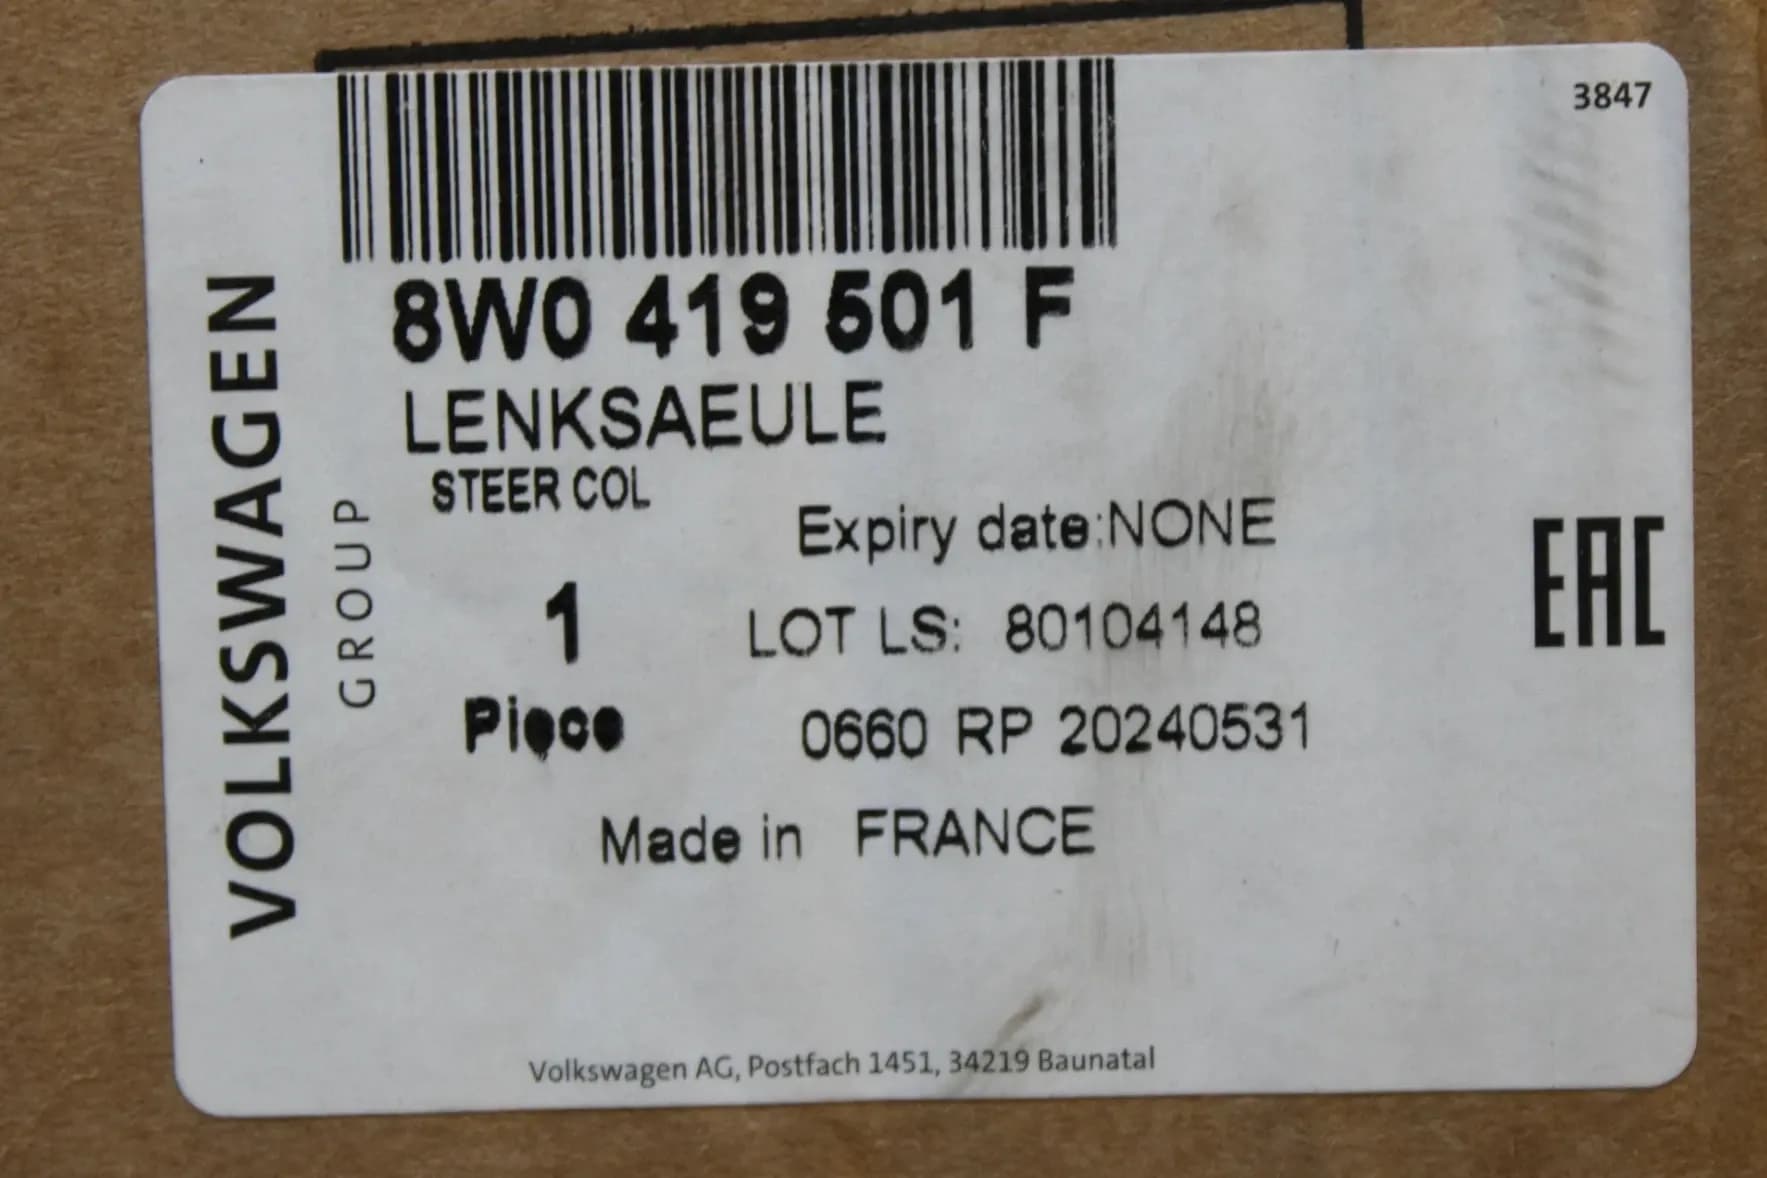 3847
8W0 419 501 F
LENKSAEULE
STEER COL
Expiry date:NONE
1
LOT LS: 80104148
Piece
0660 RP 20240531
Made in FRANCE
VOLKSWAGEN
GROUP
EAC
Volkswagen AG, Postfach 1451, 34219 Baunatal